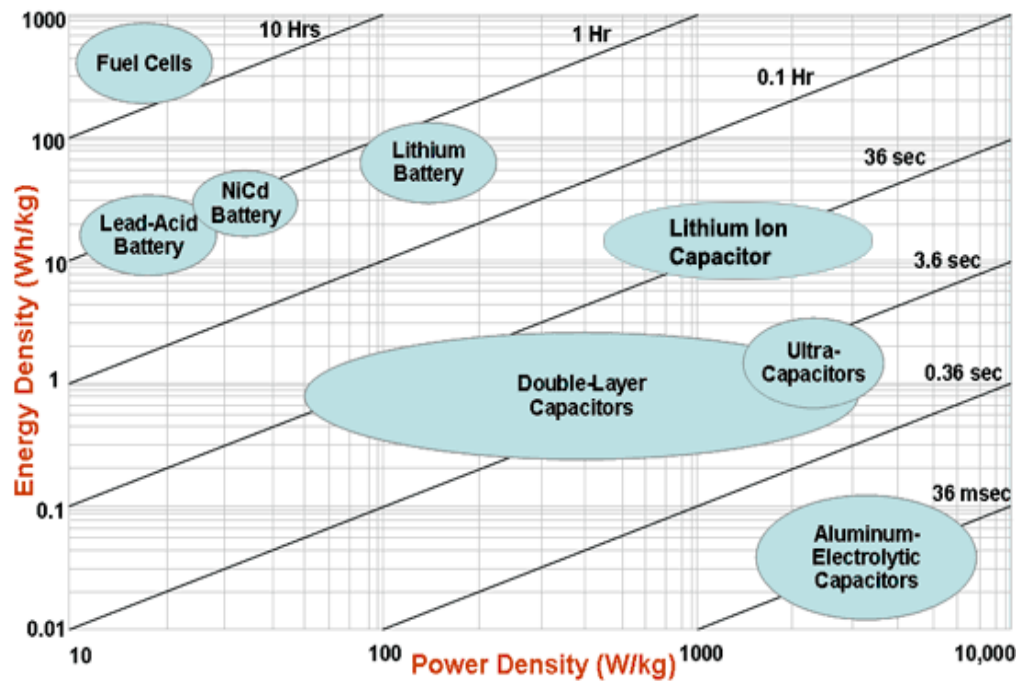 1000
10 Hrs
1 Hr
Fuel Cells
0.1 Hr
100
Lithium
Battery
36 sec
NiCd
Battery
Lead-Acid
Battery
Lithium Ion
Capacitor
10
3.6 sec
Ultra-
Capacitors
1
Double-Layer
Capacitors
0.36 sec
Energy Density (Wh/kg)
0.1
36 msec
Aluminum-
Electrolytic
Capacitors
0.01
10
100
Power Density (W/kg)
1000
10,000